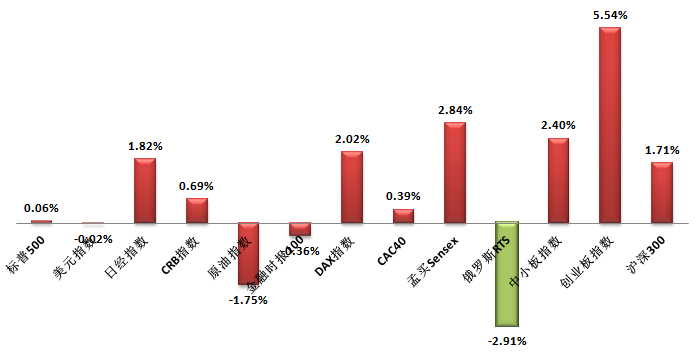 5.54%
2.84%
2.40%
2.02%
1.82%
1.71%
0.69%
0.39%
0.06%
-0.02%
-0.36%
-1.75%
-2.91%
标普500
美元指数
日经指数
CRB指数
原油指数
金融时报100
DAX指数
CAC40
孟买Sensex
俄罗斯RTS
中小板指数
创业板指数
沪深300